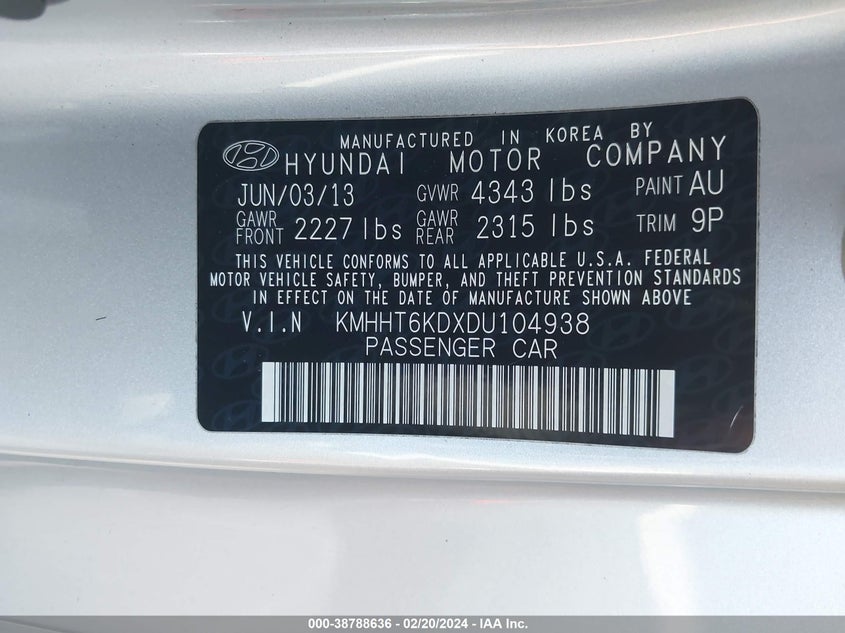 MANUFACTURED IN KOREA BY
HYUNDAI MOTOR COMPANY
JUN/03/13 GVWR 4343 lbs PAINT AU
GAWR FRONT 2227 lbs GAWR REAR 2315 lbs TRIM 9P
THIS VEHICLE CONFORMS TO ALL APPLICABLE U.S.A. FEDERAL
MOTOR VEHICLE SAFETY, BUMPER, AND THEFT PREVENTION STANDARDS
IN EFFECT ON THE DATE OF MANUFACTURE SHOWN ABOVE
V.I.N KMHHT6KDXDU104938
PASSENGER CAR
000-38788636 - 02/20/2024 - IAA Inc.